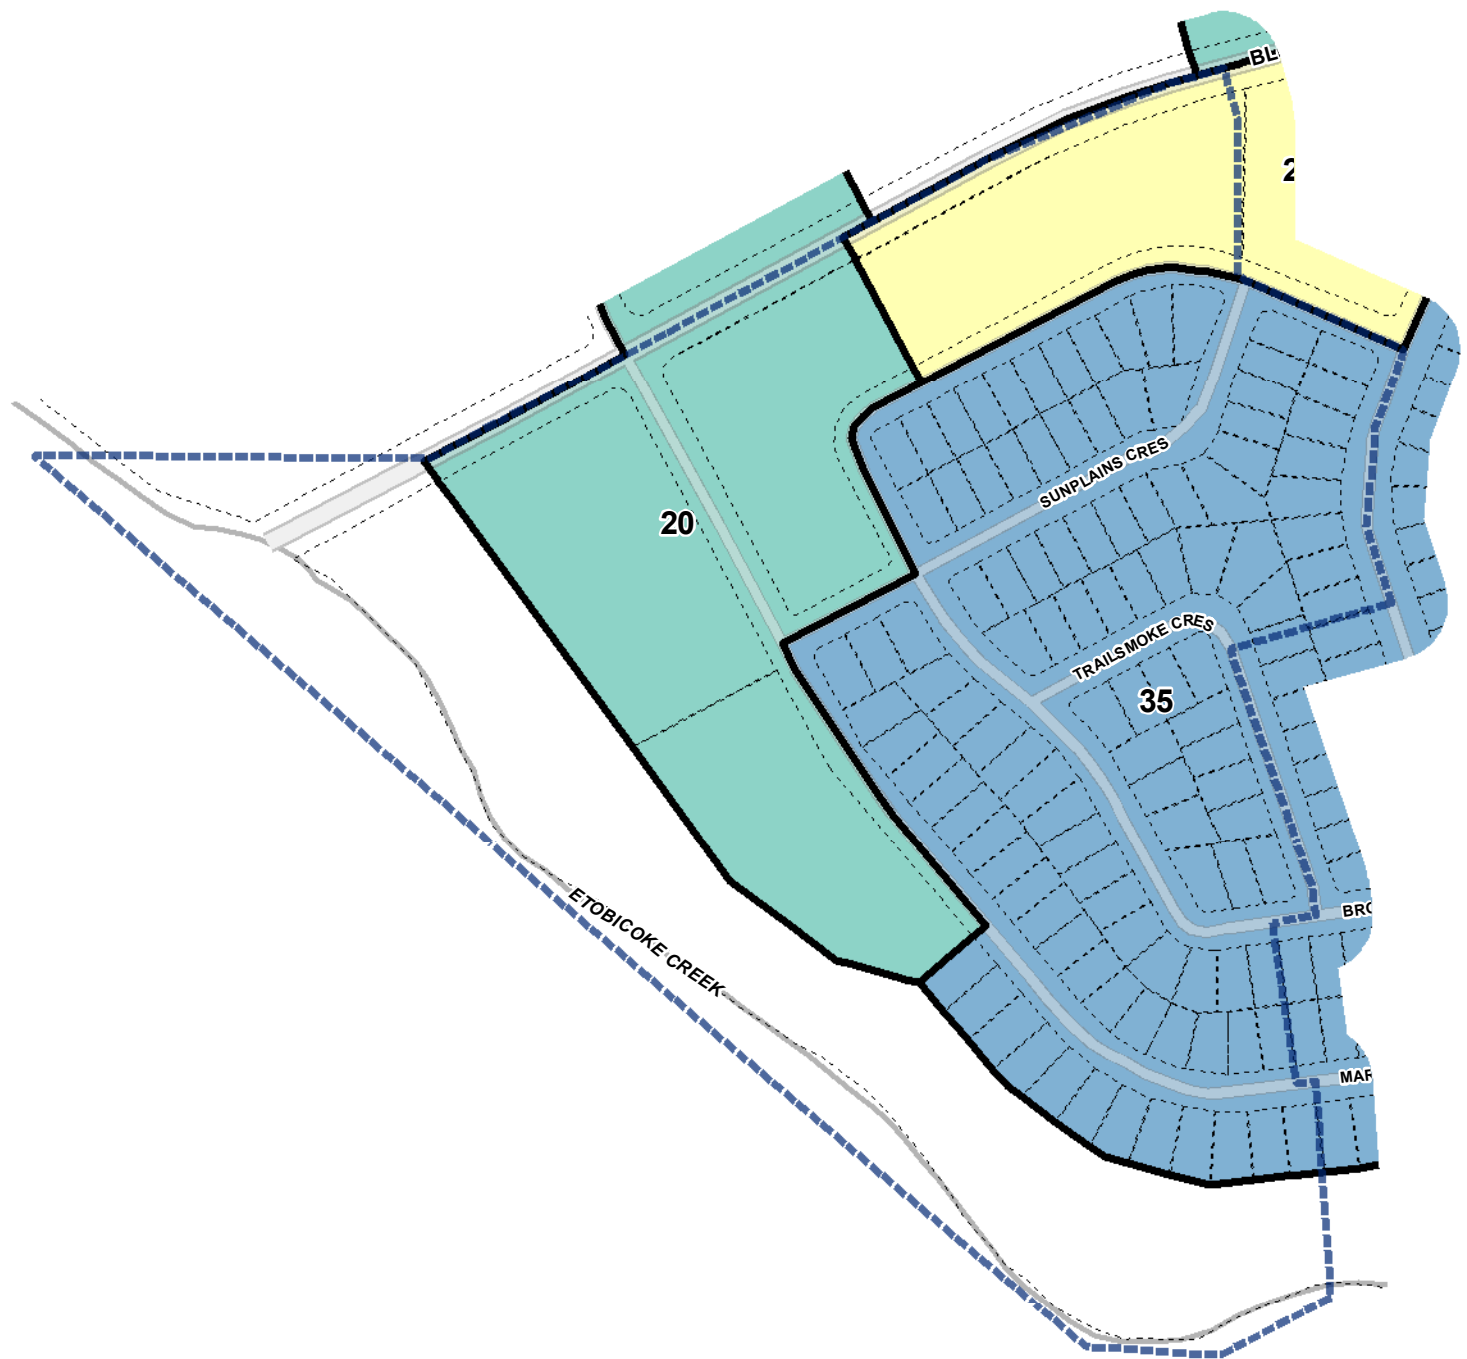 BL
2
20
SUNPLAINS CRES
TRAILSMOKE CRES
35
ETOBICOKE CREEK
BRO
MAR